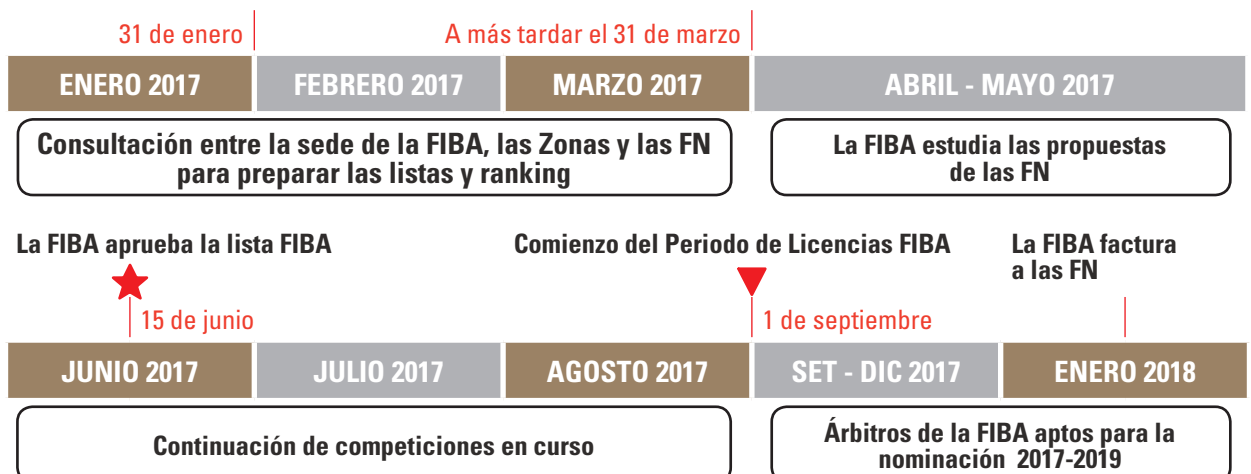 31 de enero
A más tardar el 31 de marzo
ENERO 2017
FEBRERO 2017
MARZO 2017
ABRIL - MAYO 2017
Consultación entre la sede de la FIBA, las Zonas y las FN
para preparar las listas y ranking
La FIBA estudia las propuestas
de las FN
La FIBA aprueba la lista FIBA
Comienzo del Periodo de Licencias FIBA
La FIBA factura
a las FN
15 de junio
1 de septiembre
JUNIO 2017
JULIO 2017
AGOSTO 2017
SET - DIC 2017
ENERO 2018
Continuación de competiciones en curso
Árbitros de la FIBA aptos para la
nominación 2017-2019